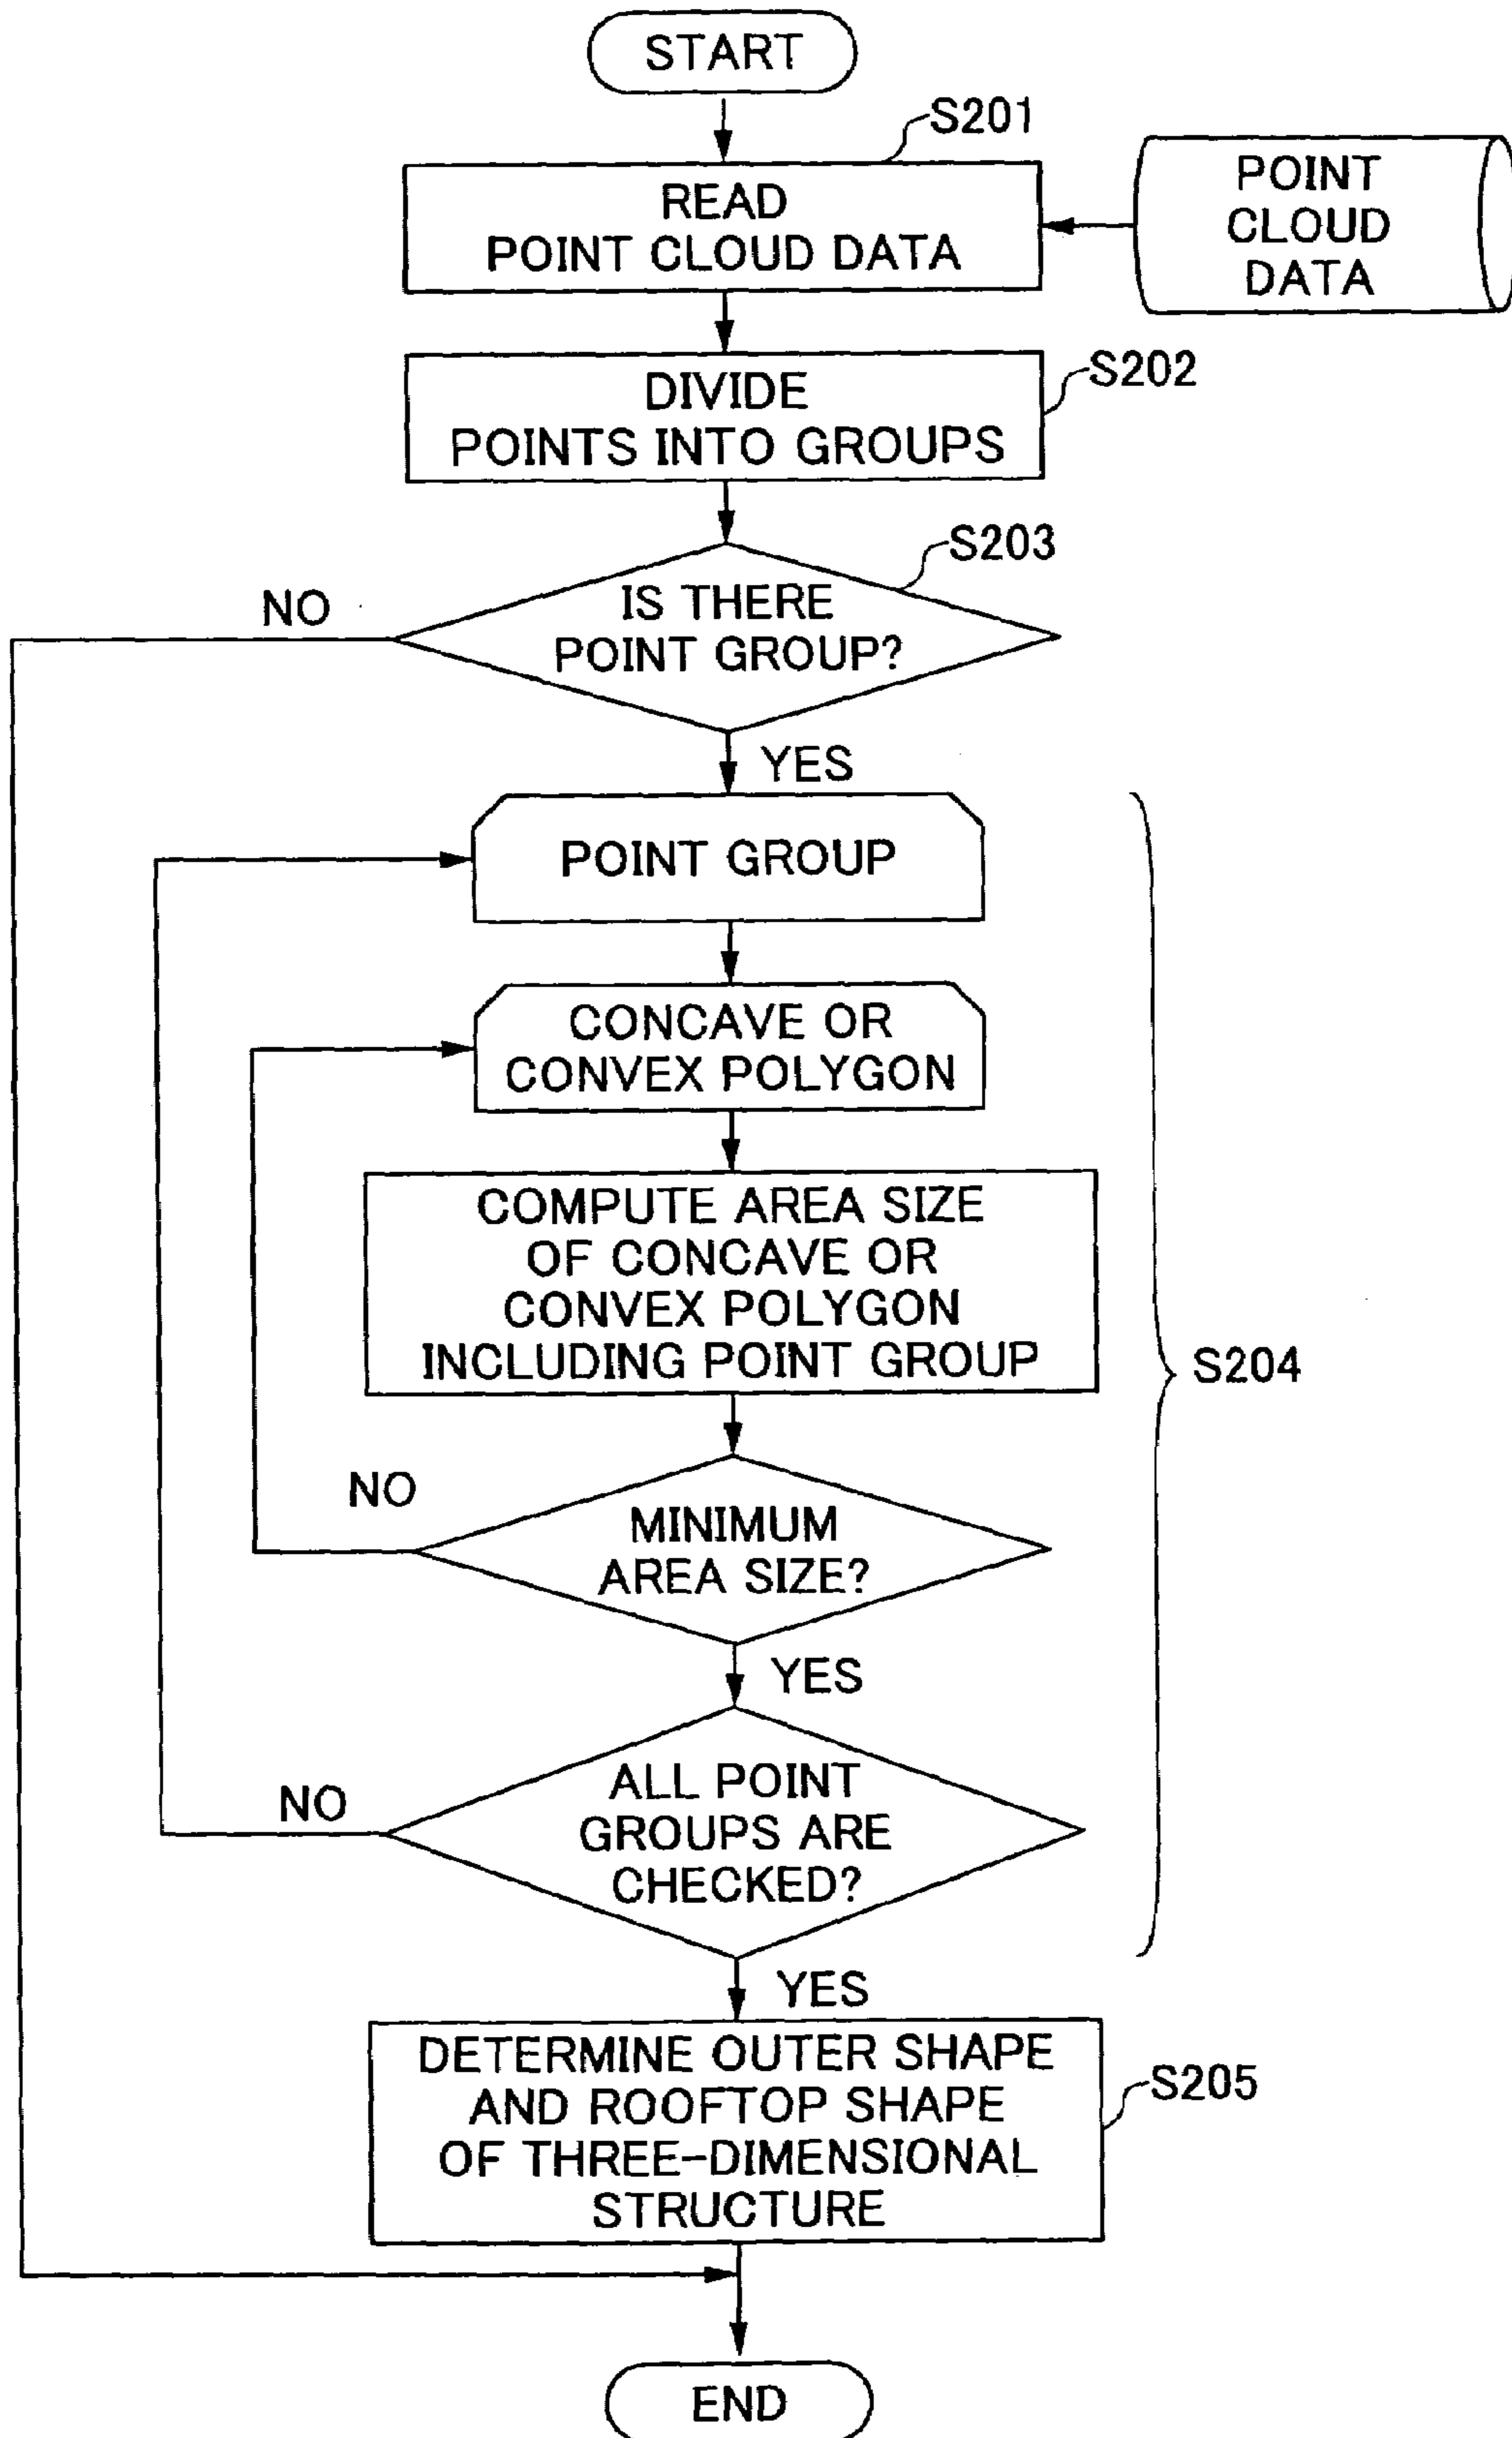 START
S201
READ
POINT CLOUD DATA
POINT
CLOUD
DATA
S202
DIVIDE
POINTS INTO GROUPS
S203
NO
IS THERE
POINT GROUP?
YES
POINT GROUP
CONCAVE OR
CONVEX POLYGON
COMPUTE AREA SIZE
OF CONCAVE OR
CONVEX POLYGON
INCLUDING POINT GROUP
S204
NO
MINIMUM
AREA SIZE?
YES
NO
ALL POINT
GROUPS ARE
CHECKED?
YES
DETERMINE OUTER SHAPE
AND ROOFTOP SHAPE
OF THREE-DIMENSIONAL
STRUCTURE
S205
END